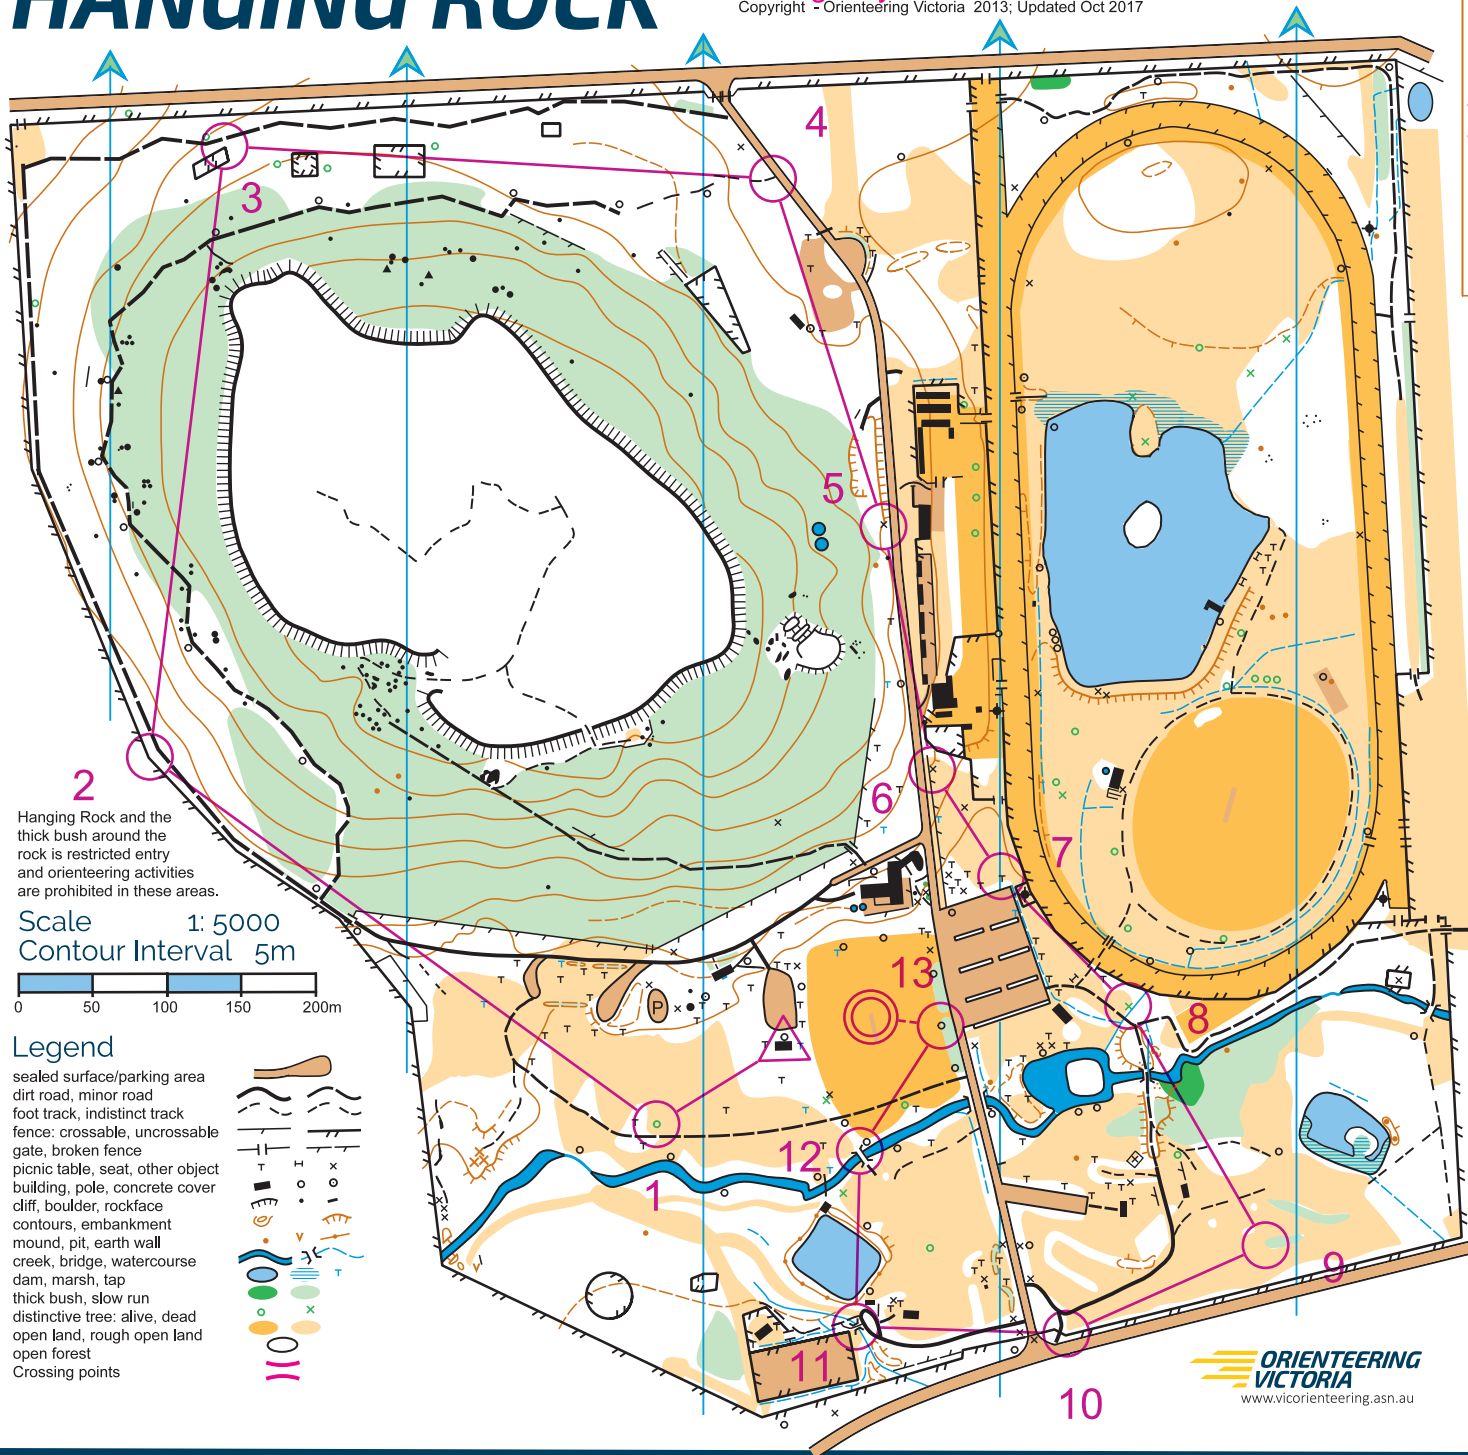 HANGING ROCK
Copyright - Orienteering Victoria 2013; Updated Oct 2017
4
3
5
2
6
7
Hanging Rock and the
thick bush around the
rock is restricted entry
and orienteering activities
are prohibited in these areas.
Scale 1: 5000
Contour Interval 5m
0 50 100 150 200m
13
P
8
Legend
sealed surface/parking area
dirt road, minor road
foot track, indistinct track
fence: crossable, uncrossable
gate, broken fence
picnic table, seat, other object
building, pole, concrete cover
cliff, boulder, rockface
contours, embankment
mound, pit, earth wall
creek, bridge, watercourse
dam, marsh, tap
thick bush, slow run
distinctive tree: alive, dead
open land, rough open land
open forest
Crossing points
12
1
9
11
10
ORIENTEERING
VICTORIA
www.vicorienteering.asn.au